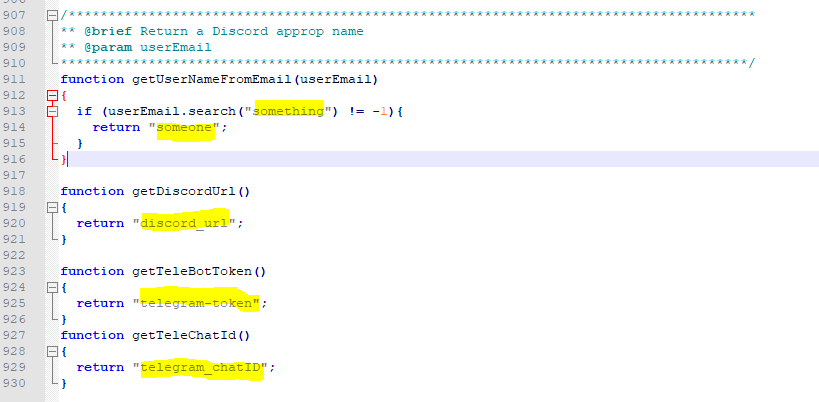 907 /**************************************************************************************
908 ** @brief Return a Discord approp name
909 ** @param userEmail
910 **************************************************************************************/
911 function getUserNameFromEmail(userEmail)
912 {
913 if (userEmail.search("something") != -1){
914 return "someone";
915 }
916 }
917
918 function getDiscordUrl()
919 {
920 return "discord_url";
921 }
922
923 function getTeleBotToken()
924 {
925 return "telegram-token";
926 }
927 function getTeleChatId()
928 {
929 return "telegram_chatID";
930 }